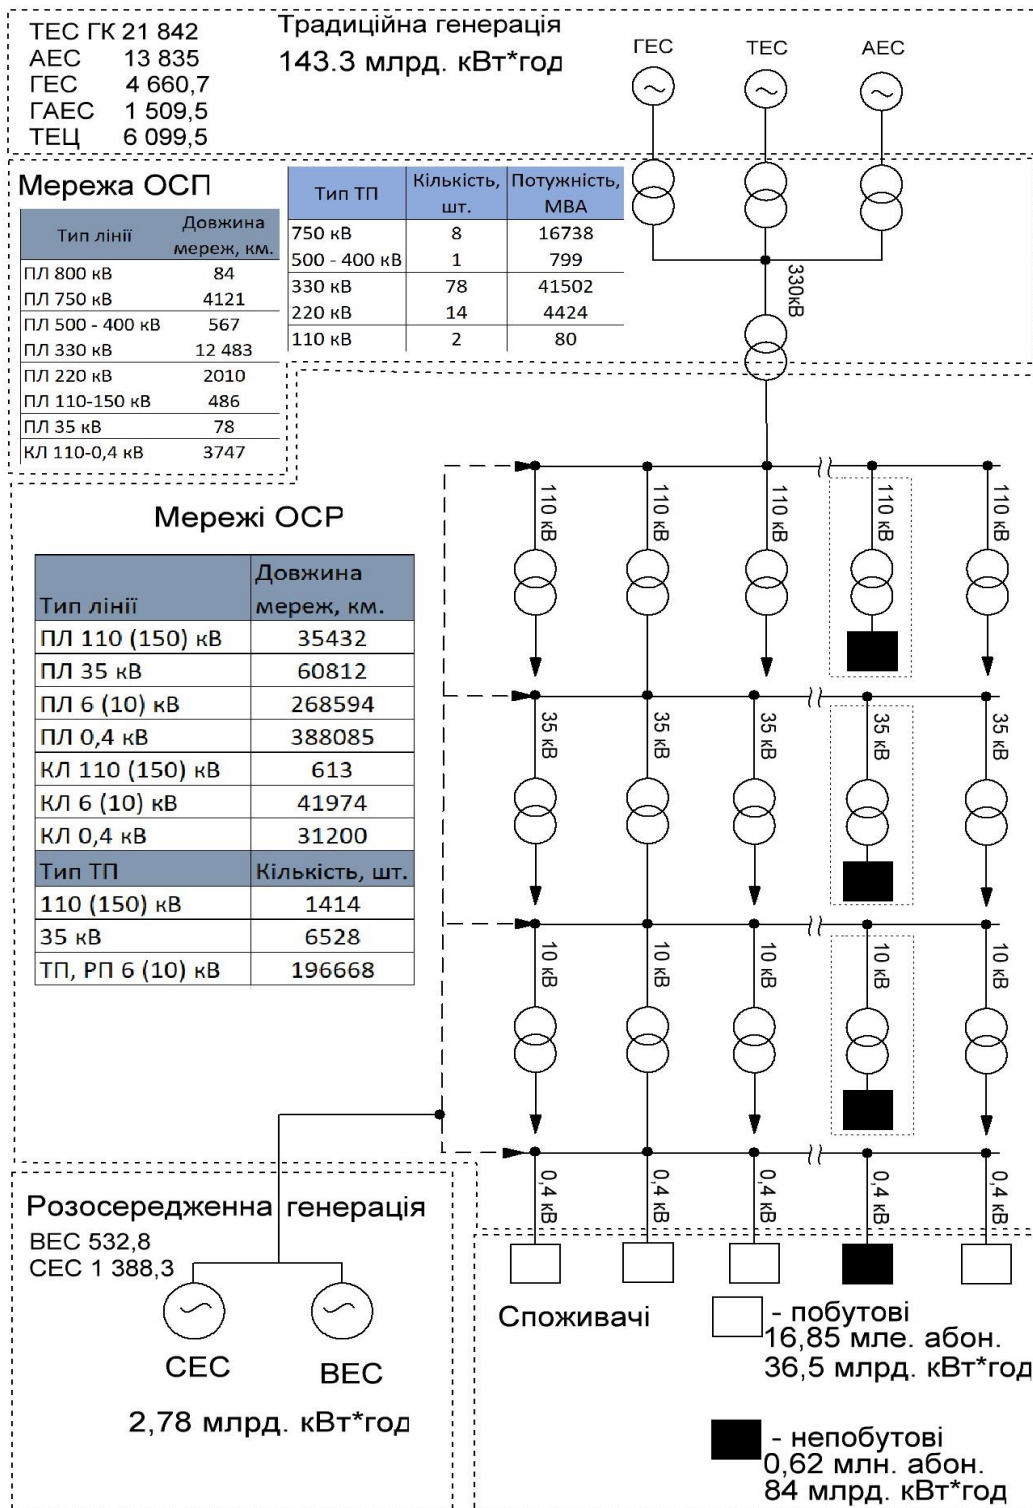 ТЕС ГК 21 842
АЕС 13 835
ГЕС 4 660,7
ГАЕС 1 509,5
ТЕЦ 6 099,5
Традиційна генерація
143.3 млрд. кВт*год
ГЕС ТЕС АЕС
Мережа ОСП
Тип лінії Довжина мереж, км.
ПЛ 800 кВ 84
ПЛ 750 кВ 4121
ПЛ 500 - 400 кВ 567
ПЛ 330 кВ 12 483
ПЛ 220 кВ 2010
ПЛ 110-150 кВ 486
ПЛ 35 кВ 78
КЛ 110-0,4 кВ 3747
Тип ТП Кількість, шт. Потужність, МВА
750 кВ 8 16738
500 - 400 кВ 1 799
330 кВ 78 41502
220 кВ 14 4424
110 кВ 2 80
330кВ
110 кВ 110 кВ 110 кВ 110 кВ 110 кВ
Мережі ОСР
Тип лінії Довжина мереж, км.
ПЛ 110 (150) кВ 35432
ПЛ 35 кВ 60812
ПЛ 6 (10) кВ 268594
ПЛ 0,4 кВ 388085
КЛ 110 (150) кВ 613
КЛ 6 (10) кВ 41974
КЛ 0,4 кВ 31200
Тип ТП Кількість, шт.
110 (150) кВ 1414
35 кВ 6528
ТП, РП 6 (10) кВ 196668
35 кВ 35 кВ 35 кВ 35 кВ 35 кВ
10 кВ 10 кВ 10 кВ 10 кВ 10 кВ
0,4 кВ 0,4 кВ 0,4 кВ 0,4 кВ 0,4 кВ
Розосередженна генерація
ВЕС 532,8
СЕС 1 388,3
СЕС ВЕС
2,78 млрд. кВт*год
Споживачі
- побутові
16,85 мле. абон.
36,5 млрд. кВт*год
- непобутові
0,62 млн. абон.
84 млрд. кВт*год